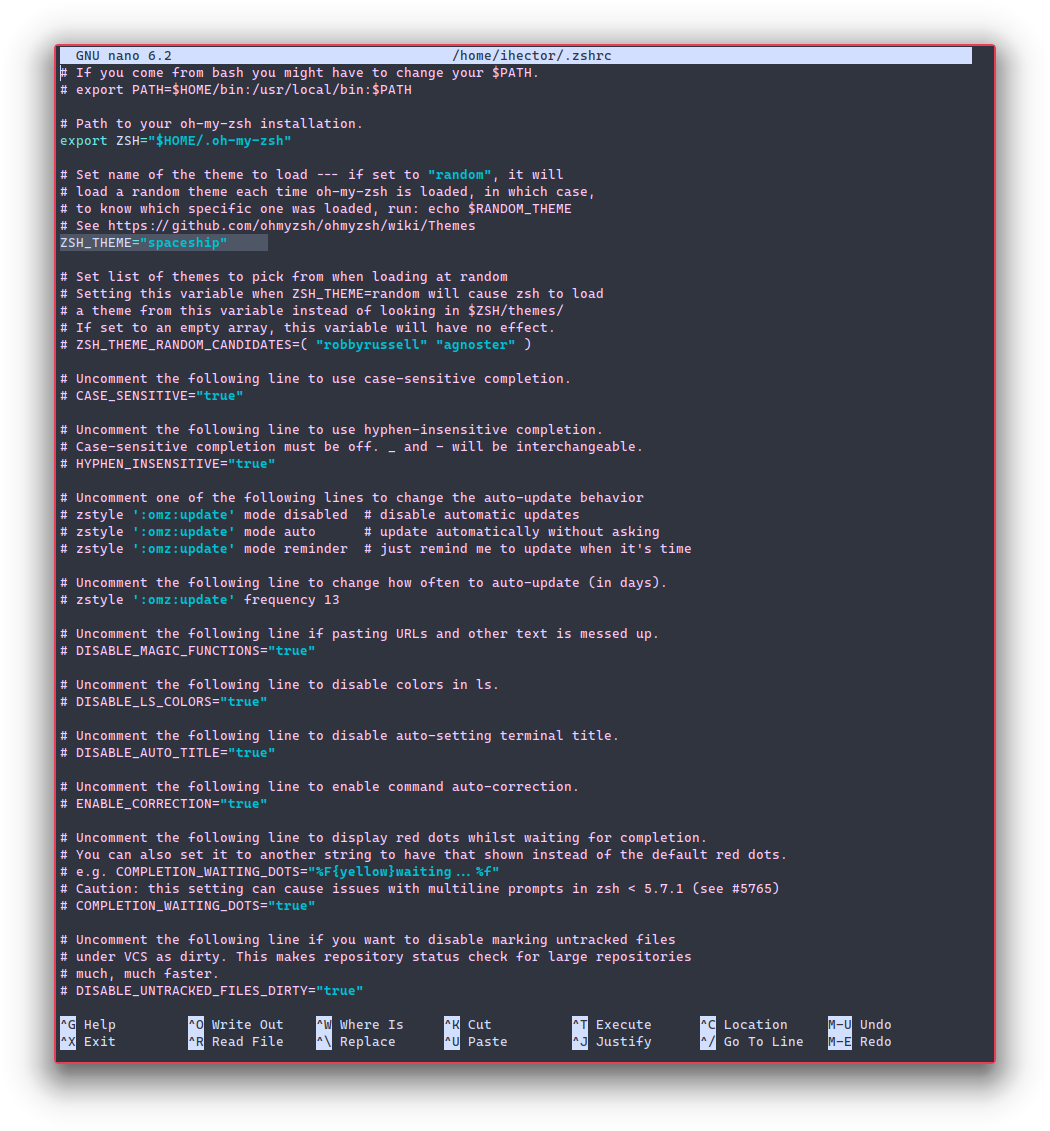 GNU nano 6.2 /home/ihector/.zshrc
# If you come from bash you might have to change your $PATH.
# export PATH=$HOME/bin:/usr/local/bin:$PATH
# Path to your oh-my-zsh installation.
export ZSH="$HOME/.oh-my-zsh"
# Set name of the theme to load --- if set to "random", it will
# load a random theme each time oh-my-zsh is loaded, in which case,
# to know which specific one was loaded, run: echo $RANDOM_THEME
# See https://github.com/ohmyzsh/ohmyzsh/wiki/Themes
ZSH_THEME="spaceship"
# Set list of themes to pick from when loading at random
# Setting this variable when ZSH_THEME=random will cause zsh to load
# a theme from this variable instead of looking in $ZSH/themes/
# If set to an empty array, this variable will have no effect.
# ZSH_THEME_RANDOM_CANDIDATES=( "robbyrussell" "agnoster" )
# Uncomment the following line to use case-sensitive completion.
# CASE_SENSITIVE="true"
# Uncomment the following line to use hyphen-insensitive completion.
# Case-sensitive completion must be off. _ and - will be interchangeable.
# HYPHEN_INSENSITIVE="true"
# Uncomment one of the following lines to change the auto-update behavior
# zstyle ':omz:update' mode disabled  # disable automatic updates
# zstyle ':omz:update' mode auto      # update automatically without asking
# zstyle ':omz:update' mode reminder  # just remind me to update when it's time
# Uncomment the following line to change how often to auto-update (in days).
# zstyle ':omz:update' frequency 13
# Uncomment the following line if pasting URLs and other text is messed up.
# DISABLE_MAGIC_FUNCTIONS="true"
# Uncomment the following line to disable colors in ls.
# DISABLE_LS_COLORS="true"
# Uncomment the following line to disable auto-setting terminal title.
# DISABLE_AUTO_TITLE="true"
# Uncomment the following line to enable command auto-correction.
# ENABLE_CORRECTION="true"
# Uncomment the following line to display red dots whilst waiting for completion.
# You can also set it to another string to have that shown instead of the default red dots.
# e.g. COMPLETION_WAITING_DOTS="%F{yellow}waiting...%f"
# Caution: this setting can cause issues with multiline prompts in zsh < 5.7.1 (see #5765)
# COMPLETION_WAITING_DOTS="true"
# Uncomment the following line if you want to disable marking untracked files
# under VCS as dirty. This makes repository status check for large repositories
# much, much faster.
# DISABLE_UNTRACKED_FILES_DIRTY="true"
^G Help ^O Write Out ^W Where Is ^K Cut ^T Execute ^C Location M-U Undo
^X Exit ^R Read File ^\ Replace ^U Paste ^J Justify ^/ Go To Line M-E Redo